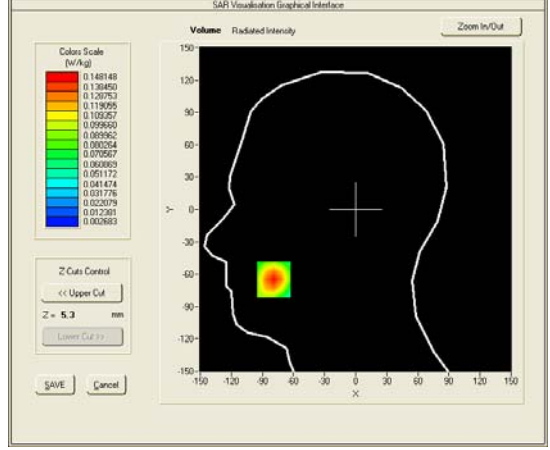 SAR Visualisation Graphical Interface
Volume Radiated Intensity
Zoom In/Out
Colors Scale
(W/kg)
0.148148
0.138450
0.128753
0.119055
0.109357
0.099660
0.089962
0.080264
0.070567
0.060869
0.051172
0.041474
0.031776
0.022079
0.012381
0.002683
Z-Cuts Control
<< Upper Cut
Z = 5.3 mm
Lower Cut >>
SAVE Cancel
150
120
90
60
30
0
-30
-60
-90
-120
-150
Y
-150 -120 -90 -60 -30 0 30 60 90 120 150
X